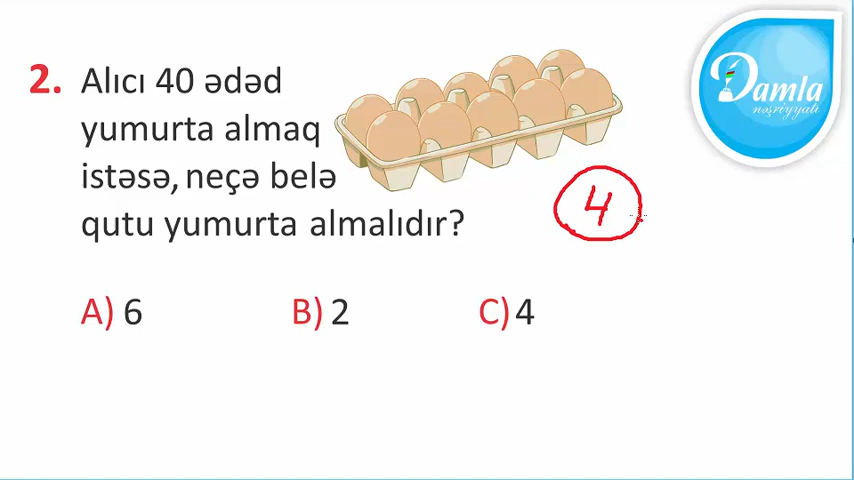 2. Alıcı 40 ədəd
yumurta almaq
istəsə, neçə belə
qutu yumurta almalıdır?
4
A) 6 B) 2 C) 4
Damla
nəşriyyatı